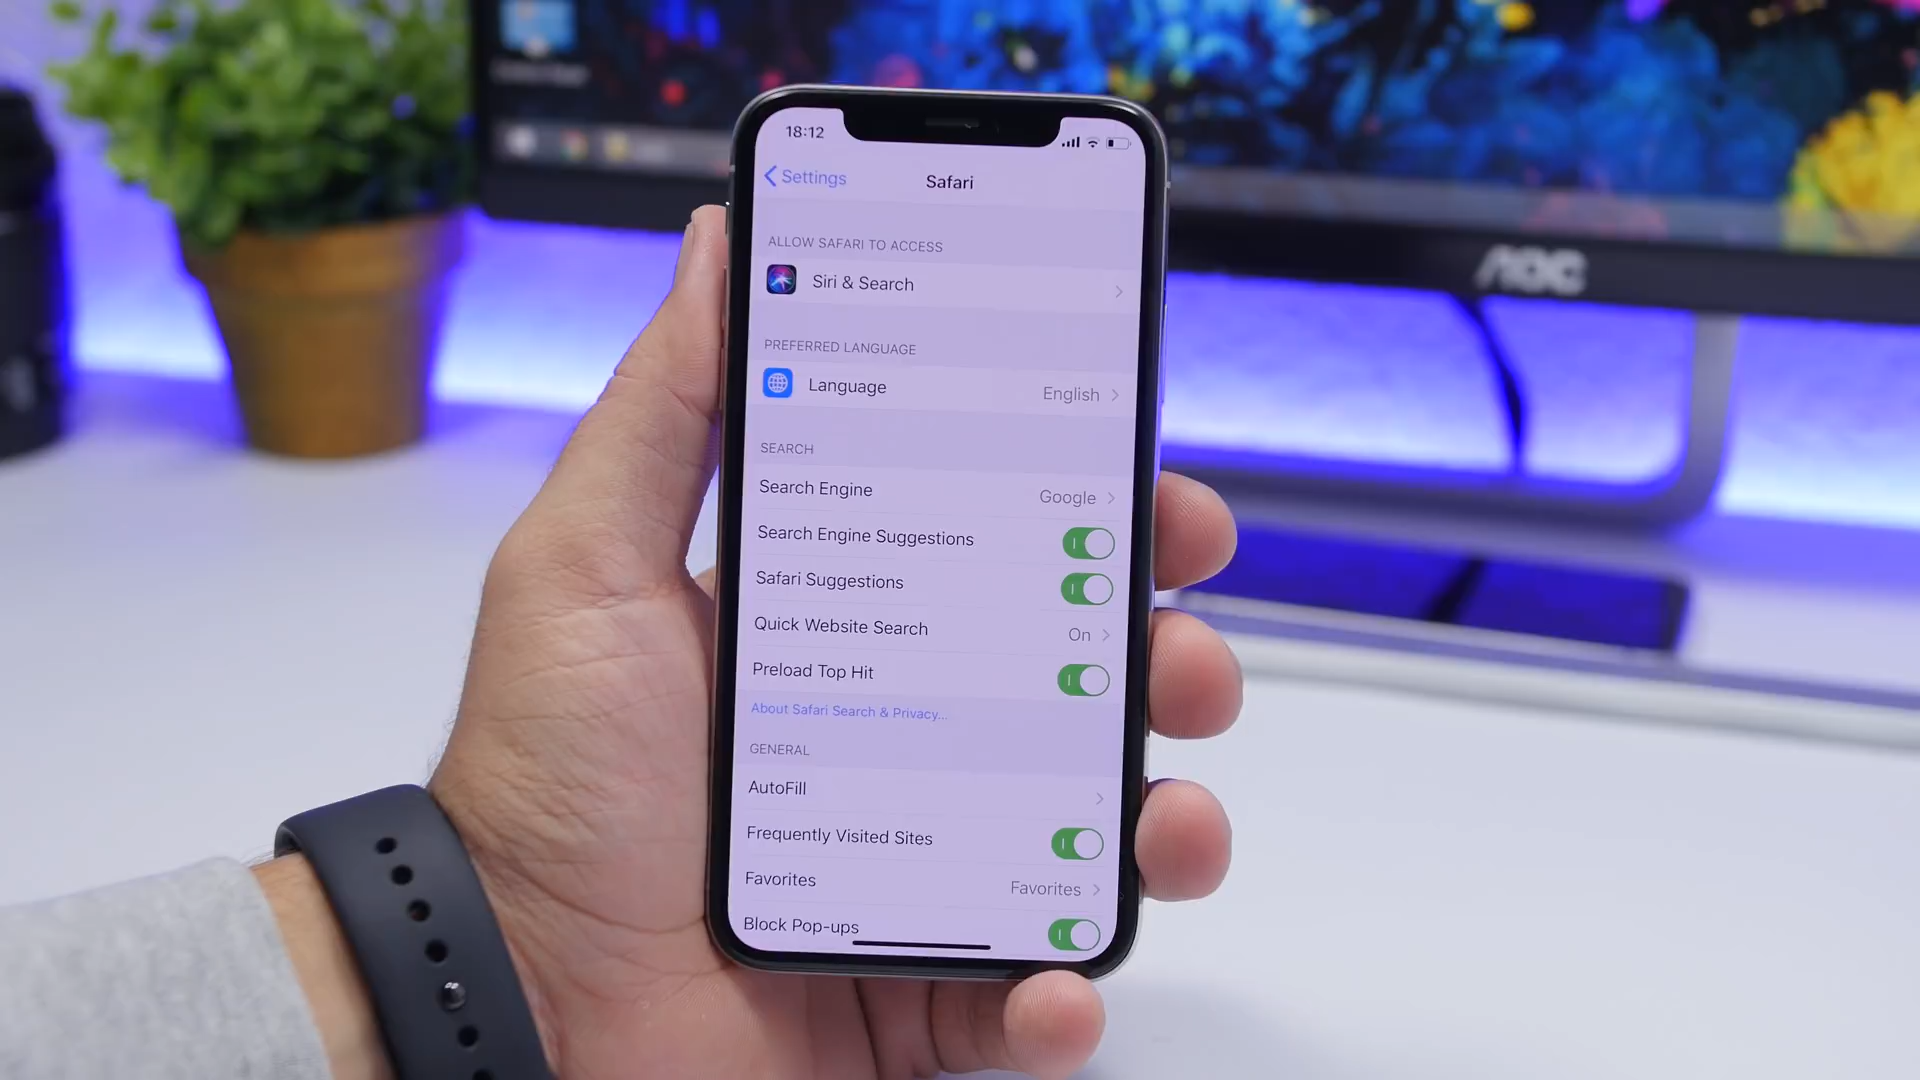 18:12
Settings
Safari
ALLOW SAFARI TO ACCESS
Siri & Search
PREFERRED LANGUAGE
Language English
SEARCH
Search Engine Google
Search Engine Suggestions
Safari Suggestions
Quick Website Search On
Preload Top Hit
About Safari Search & Privacy...
GENERAL
AutoFill
Frequently Visited Sites
Favorites Favorites
Block Pop-ups
AOC